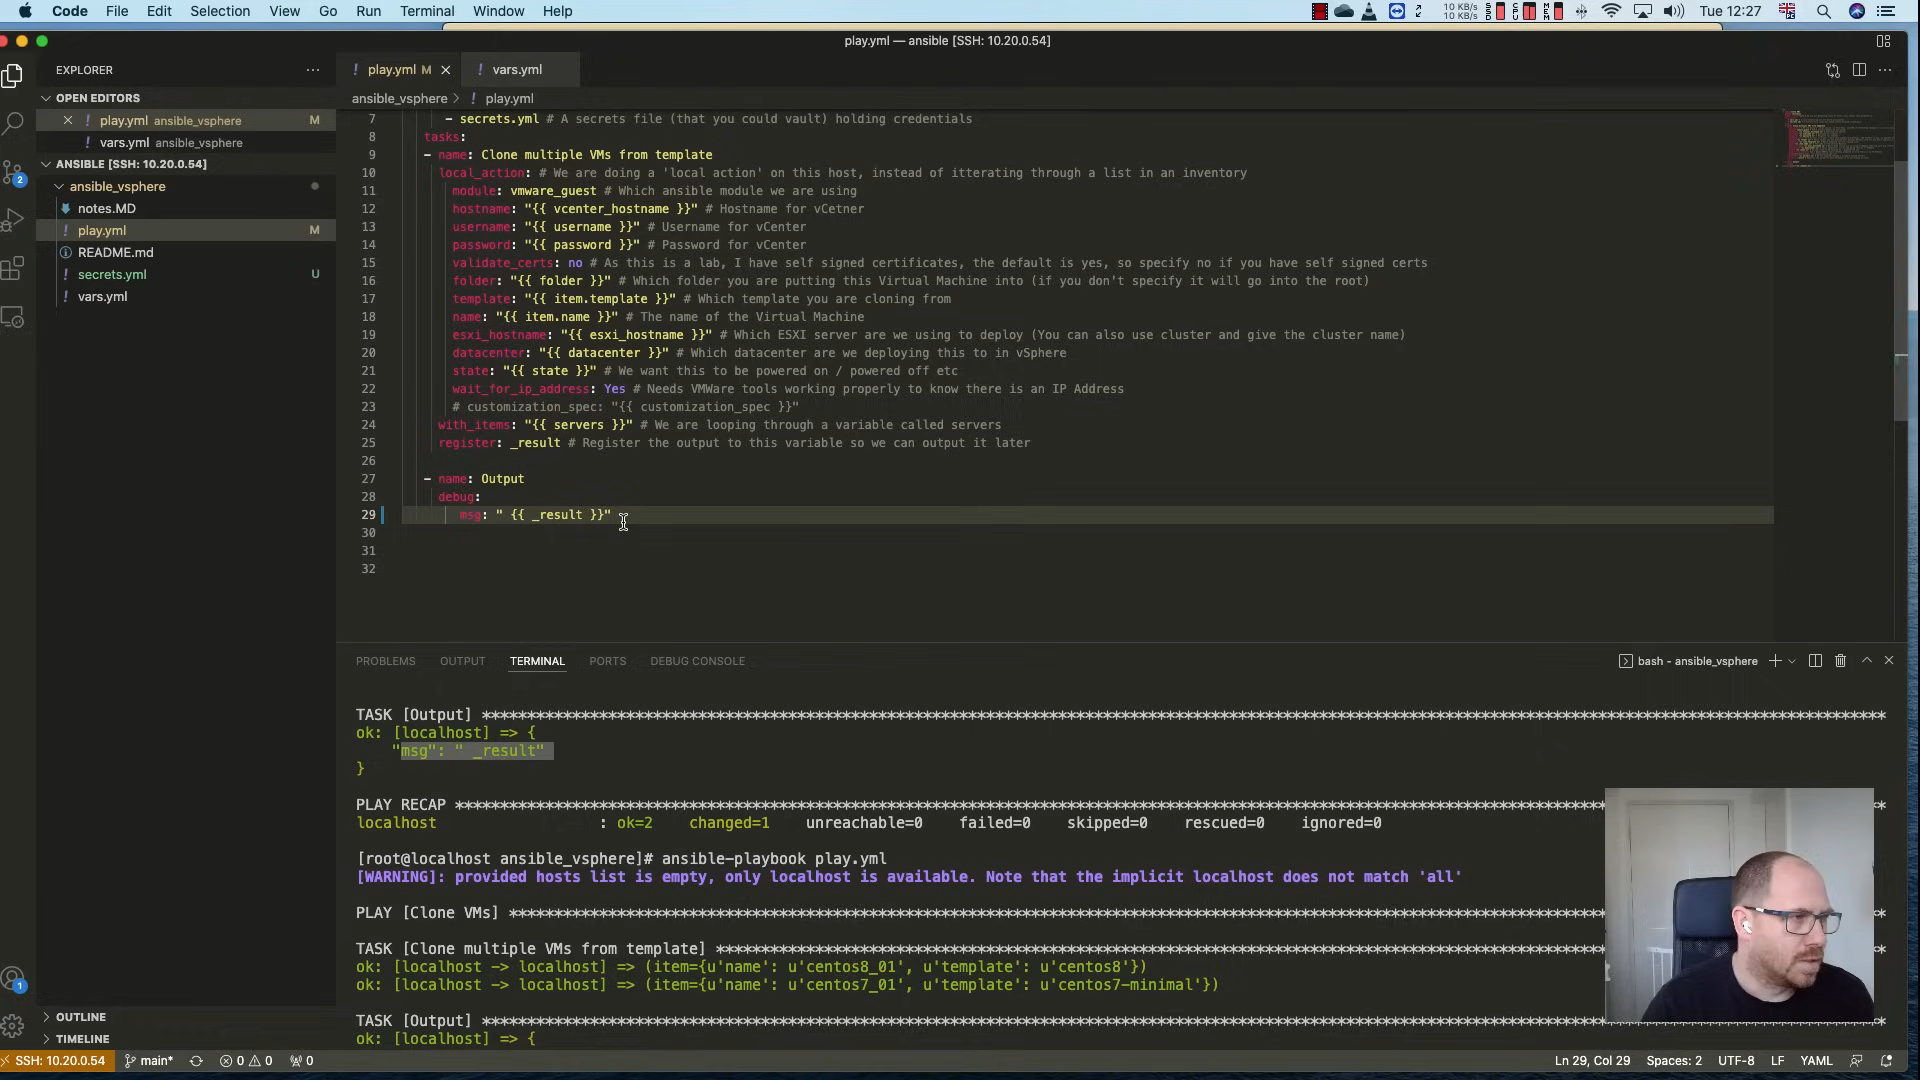 Code File Edit Selection View Go Run Terminal Window Help
10 KB/s
10 KB/s
SSD CPU MEM
Tue 12:27
play.yml — ansible [SSH: 10.20.0.54]
EXPLORER
! play.yml M
! vars.yml
OPEN EDITORS
! play.yml ansible_vsphere M
! vars.yml ansible_vsphere
ANSIBLE [SSH: 10.20.0.54]
ansible_vsphere
notes.MD
! play.yml M
README.md
! secrets.yml U
! vars.yml
OUTLINE
TIMELINE
2
1
ansible_vsphere > ! play.yml
7 - secrets.yml # A secrets file (that you could vault) holding credentials
8 tasks:
9 - name: Clone multiple VMs from template
10 local_action: # We are doing a 'local action' on this host, instead of itterating through a list in an inventory
11 module: vmware_guest # Which ansible module we are using
12 hostname: "{{ vcenter_hostname }}" # Hostname for vCetner
13 username: "{{ username }}" # Username for vCenter
14 password: "{{ password }}" # Password for vCenter
15 validate_certs: no # As this is a lab, I have self signed certificates, the default is yes, so specify no if you have self signed certs
16 folder: "{{ folder }}" # Which folder you are putting this Virtual Machine into (if you don't specify it will go into the root)
17 template: "{{ item.template }}" # Which template you are cloning from
18 name: "{{ item.name }}" # The name of the Virtual Machine
19 esxi_hostname: "{{ esxi_hostname }}" # Which ESXI server are we using to deploy (You can also use cluster and give the cluster name)
20 datacenter: "{{ datacenter }}" # Which datacenter are we deploying this to in vSphere
21 state: "{{ state }}" # We want this to be powered on / powered off etc
22 wait_for_ip_address: Yes # Needs VMWare tools working properly to know there is an IP Address
23 # customization_spec: "{{ customization_spec }}"
24 with_items: "{{ servers }}" # We are looping through a variable called servers
25 register: _result # Register the output to this variable so we can output it later
26
27 - name: Output
28 debug:
29 msg: " {{ _result }}"
30
31
32
PROBLEMS OUTPUT TERMINAL PORTS DEBUG CONSOLE
bash - ansible_vsphere
TASK [Output] ***
ok: [localhost] => {
"msg": " _result"
}
PLAY RECAP ***
localhost : ok=2 changed=1 unreachable=0 failed=0 skipped=0 rescued=0 ignored=0
[root@localhost ansible_vsphere]# ansible-playbook play.yml
[WARNING]: provided hosts list is empty, only localhost is available. Note that the implicit localhost does not match 'all'
PLAY [Clone VMs] ***
TASK [Clone multiple VMs from template] ***
ok: [localhost -> localhost] => (item={u'name': u'centos8_01', u'template': u'centos8'})
ok: [localhost -> localhost] => (item={u'name': u'centos7_01', u'template': u'centos7-minimal'})
TASK [Output] ***
ok: [localhost] => {
SSH: 10.20.0.54 main* 0 0 0
Ln 29, Col 29 Spaces: 2 UTF-8 LF YAML